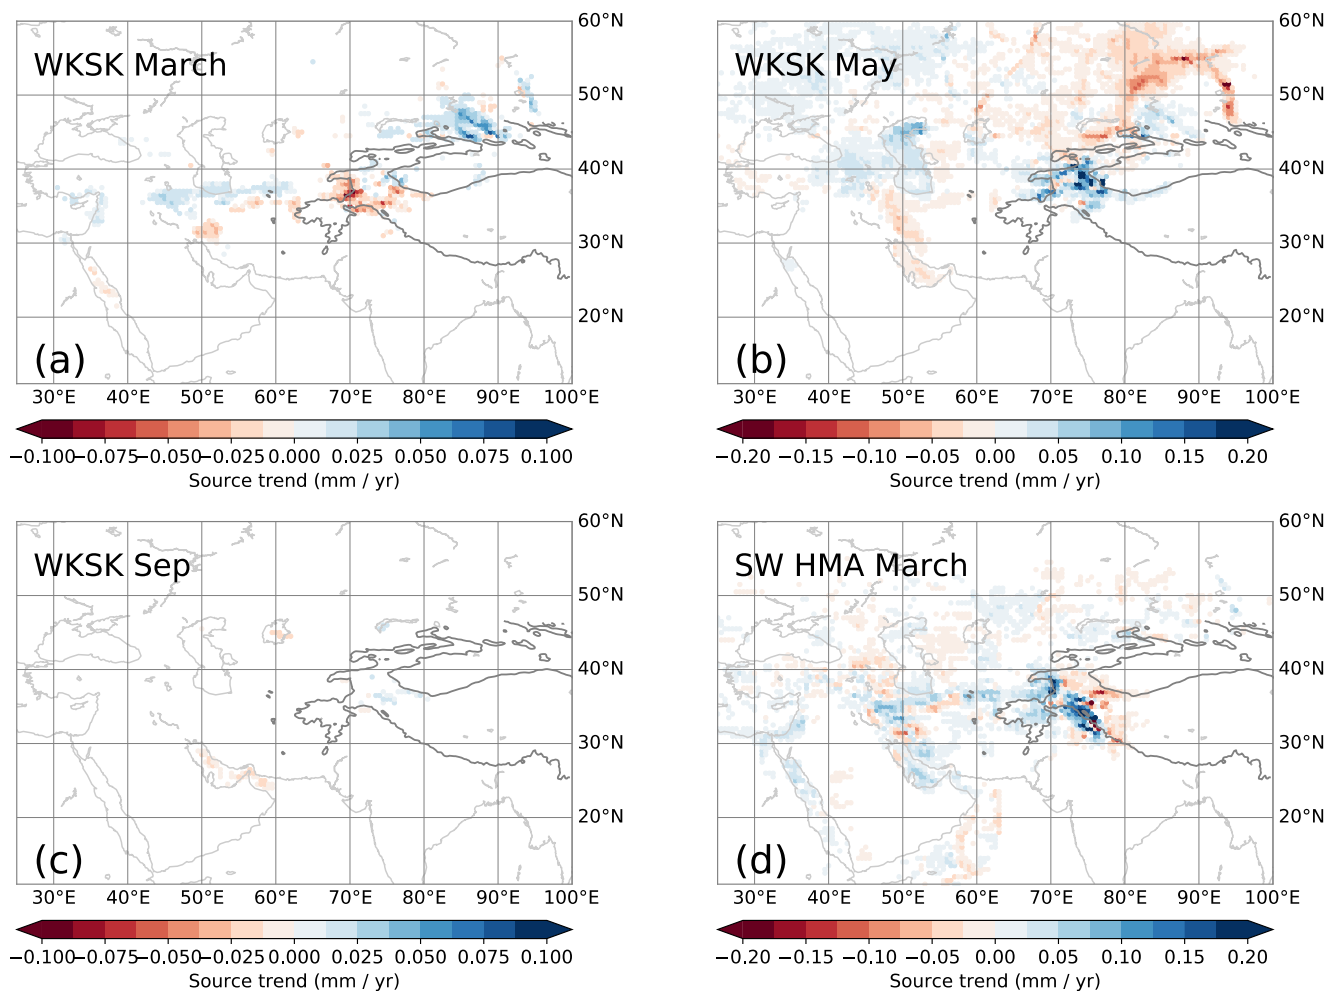 WKSK March
(a)
60°N
50°N
40°N
30°N
20°N
30°E 40°E 50°E 60°E 70°E 80°E 90°E 100°E
−0.100 −0.075 −0.050 −0.025 0.000 0.025 0.050 0.075 0.100
Source trend (mm / yr)
WKSK May
(b)
60°N
50°N
40°N
30°N
20°N
30°E 40°E 50°E 60°E 70°E 80°E 90°E 100°E
−0.20 −0.15 −0.10 −0.05 0.00 0.05 0.10 0.15 0.20
Source trend (mm / yr)
WKSK Sep
(c)
60°N
50°N
40°N
30°N
20°N
30°E 40°E 50°E 60°E 70°E 80°E 90°E 100°E
−0.100 −0.075 −0.050 −0.025 0.000 0.025 0.050 0.075 0.100
Source trend (mm / yr)
SW HMA March
(d)
60°N
50°N
40°N
30°N
20°N
30°E 40°E 50°E 60°E 70°E 80°E 90°E 100°E
−0.20 −0.15 −0.10 −0.05 0.00 0.05 0.10 0.15 0.20
Source trend (mm / yr)